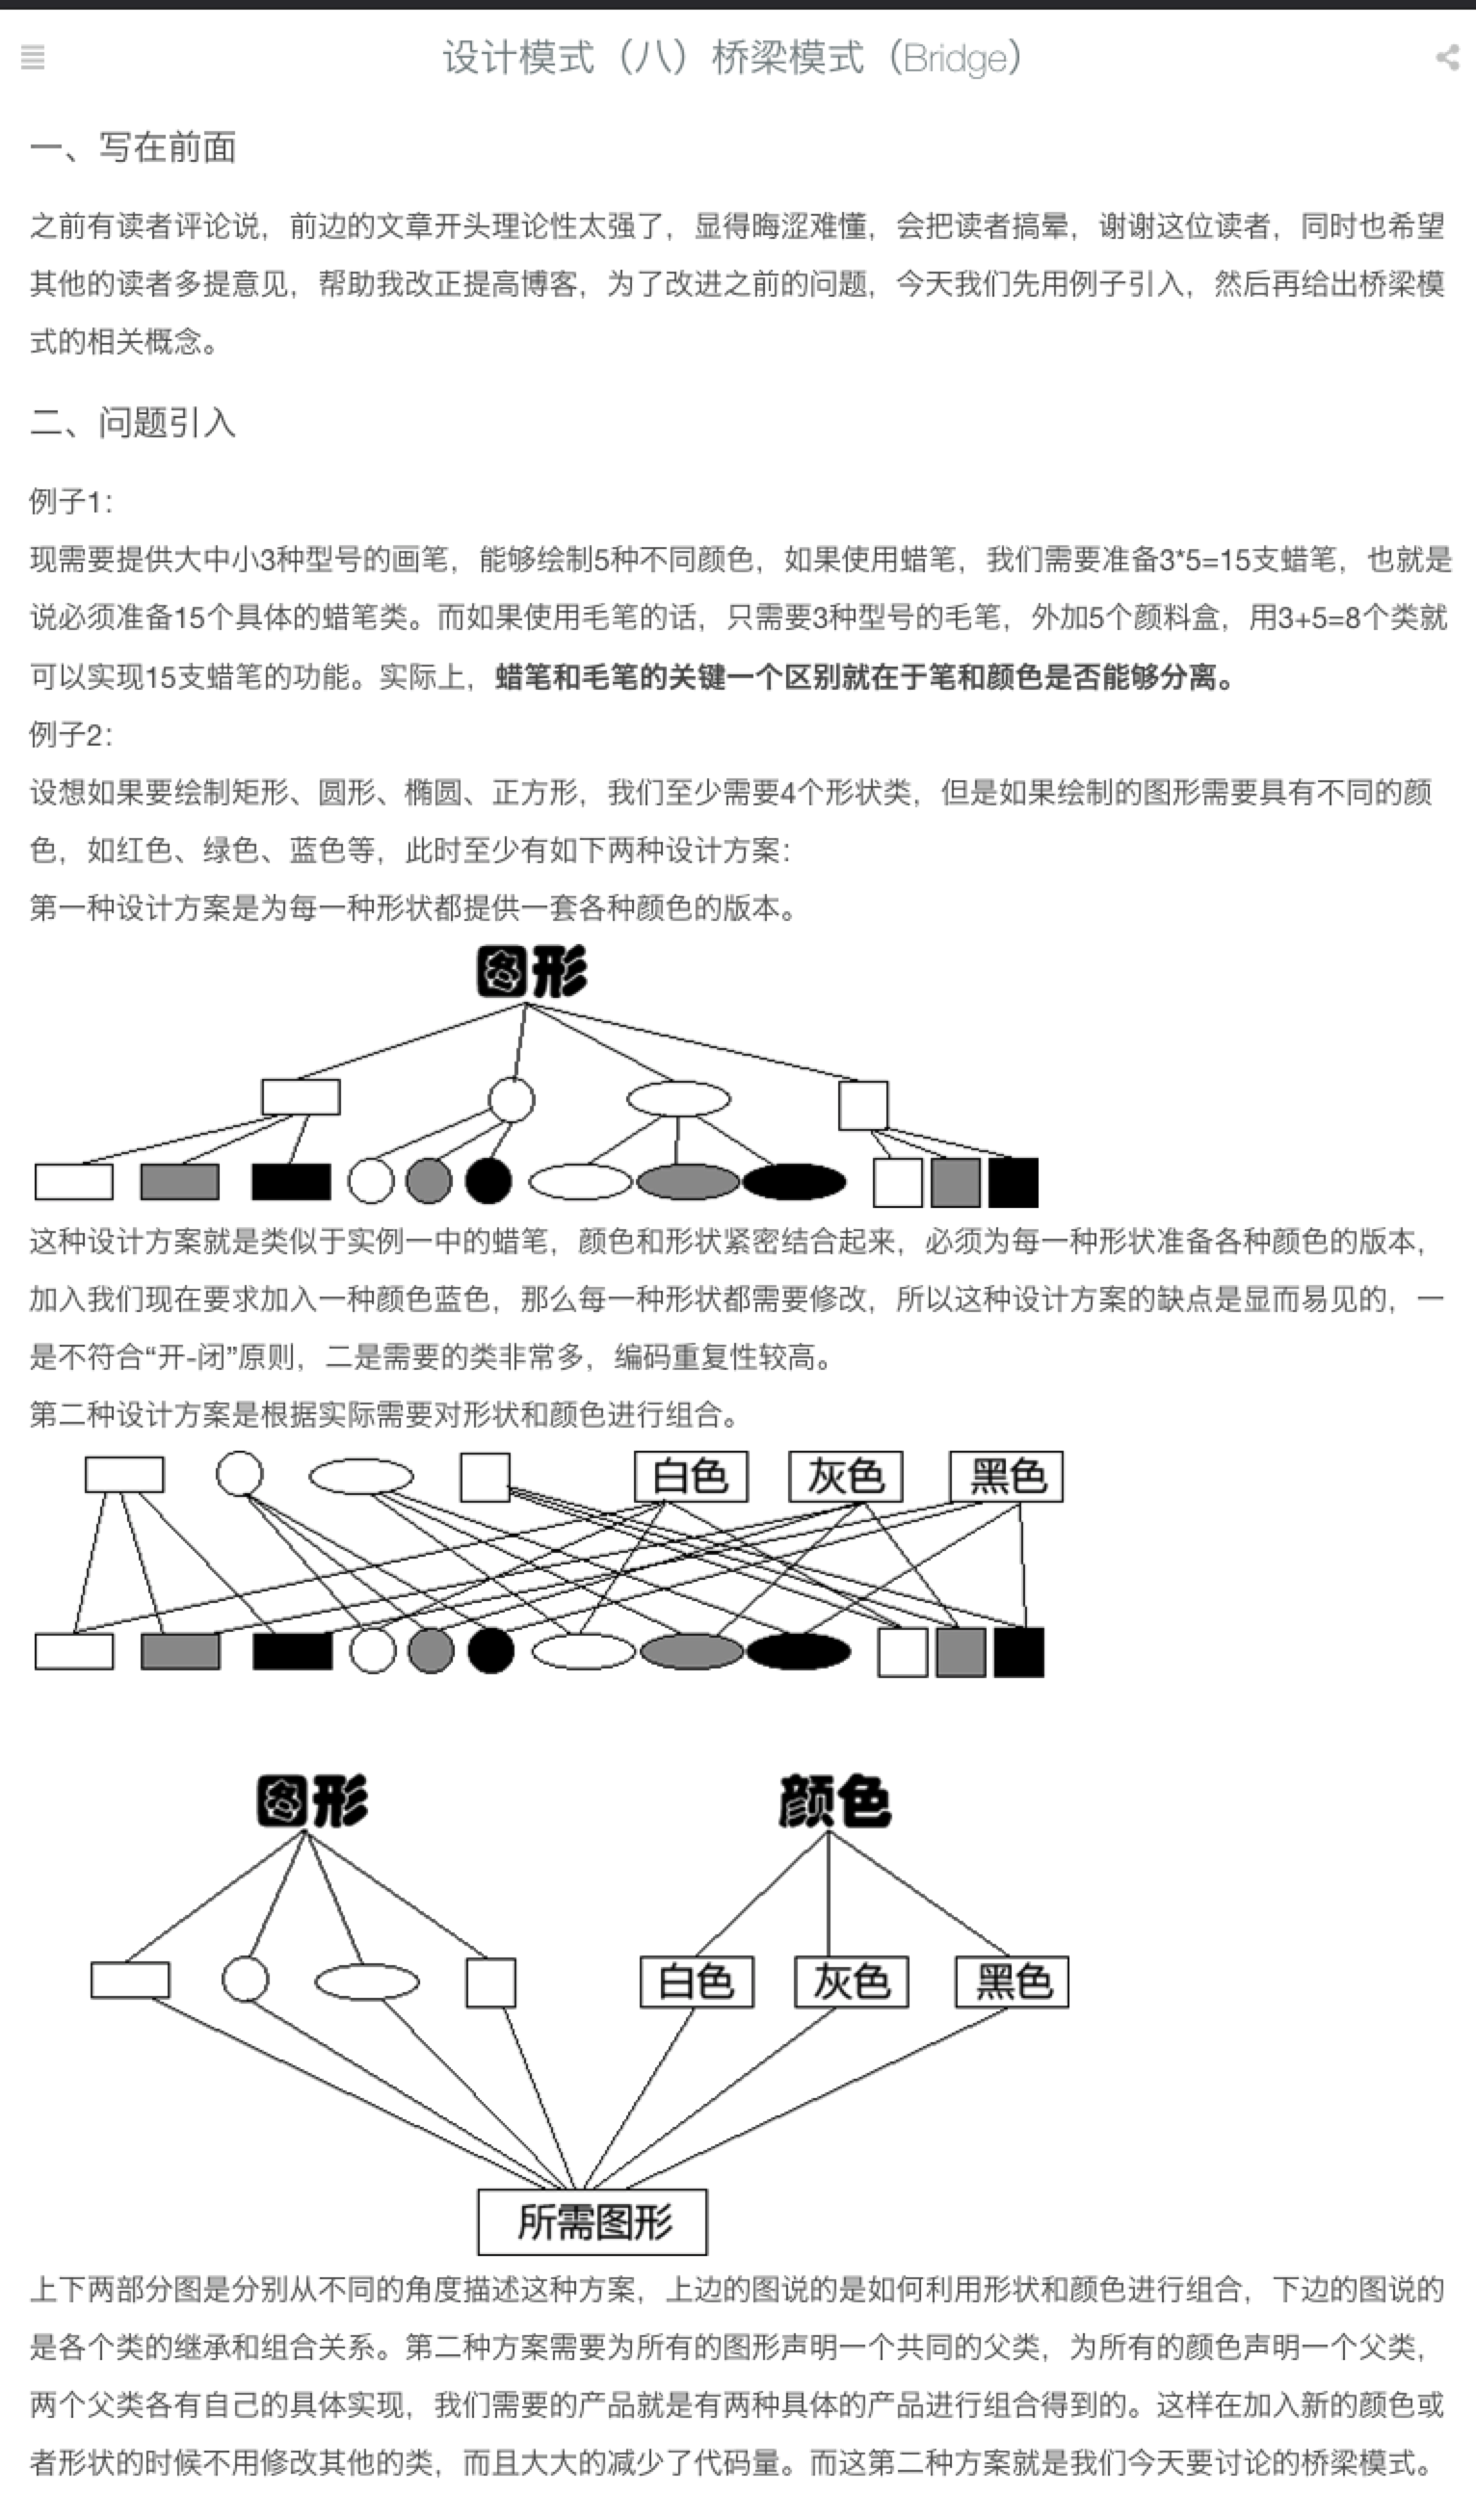 设计模式（八）桥梁模式（Bridge）
一、写在前面
之前有读者评论说，前边的文章开头理论性太强了，显得晦涩难懂，会把读者搞晕，谢谢这位读者，同时也希望
其他的读者多提意见，帮助我改正提高博客，为了改进之前的问题，今天我们先用例子引入，然后再给出桥梁模
式的相关概念。
二、问题引入
例子1：
现需要提供大中小3种型号的画笔，能够绘制5种不同颜色，如果使用蜡笔，我们需要准备3*5=15支蜡笔，也就是
说必须准备15个具体的蜡笔类。而如果使用毛笔的话，只需要3种型号的毛笔，外加5个颜料盒，用3+5=8个类就
可以实现15支蜡笔的功能。实际上，蜡笔和毛笔的关键一个区别就在于笔和颜色是否能够分离。
例子2：
设想如果要绘制矩形、圆形、椭圆、正方形，我们至少需要4个形状类，但是如果绘制的图形需要具有不同的颜
色，如红色、绿色、蓝色等，此时至少有如下两种设计方案：
第一种设计方案是为每一种形状都提供一套各种颜色的版本。
图形
这种设计方案就是类似于实例一中的蜡笔，颜色和形状紧密结合起来，必须为每一种形状准备各种颜色的版本，
加入我们现在要求加入一种颜色蓝色，那么每一种形状都需要修改，所以这种设计方案的缺点是显而易见的，一
是不符合“开-闭”原则，二是需要的类非常多，编码重复性较高。
第二种设计方案是根据实际需要对形状和颜色进行组合。
白色 灰色 黑色
图形 颜色
白色 灰色 黑色
所需图形
上下两部分图是分别从不同的角度描述这种方案，上边的图说的是如何利用形状和颜色进行组合，下边的图说的
是各个类的继承和组合关系。第二种方案需要为所有的图形声明一个共同的父类，为所有的颜色声明一个父类，
两个父类各有自己的具体实现，我们需要的产品就是有两种具体的产品进行组合得到的。这样在加入新的颜色或
者形状的时候不用修改其他的类，而且大大的减少了代码量。而这第二种方案就是我们今天要讨论的桥梁模式。